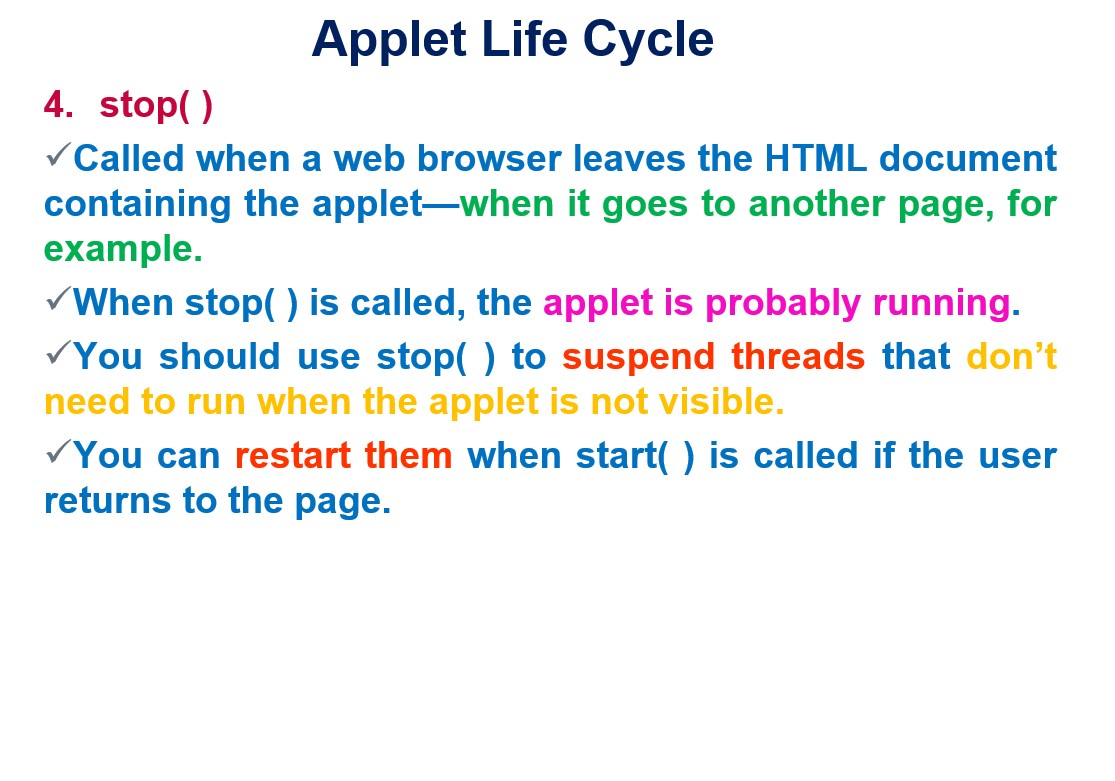 Applet Life Cycle
4. stop( )
✓Called when a web browser leaves the HTML document
containing the applet—when it goes to another page, for
example.
✓When stop( ) is called, the applet is probably running.
✓You should use stop( ) to suspend threads that don’t
need to run when the applet is not visible.
✓You can restart them when start( ) is called if the user
returns to the page.